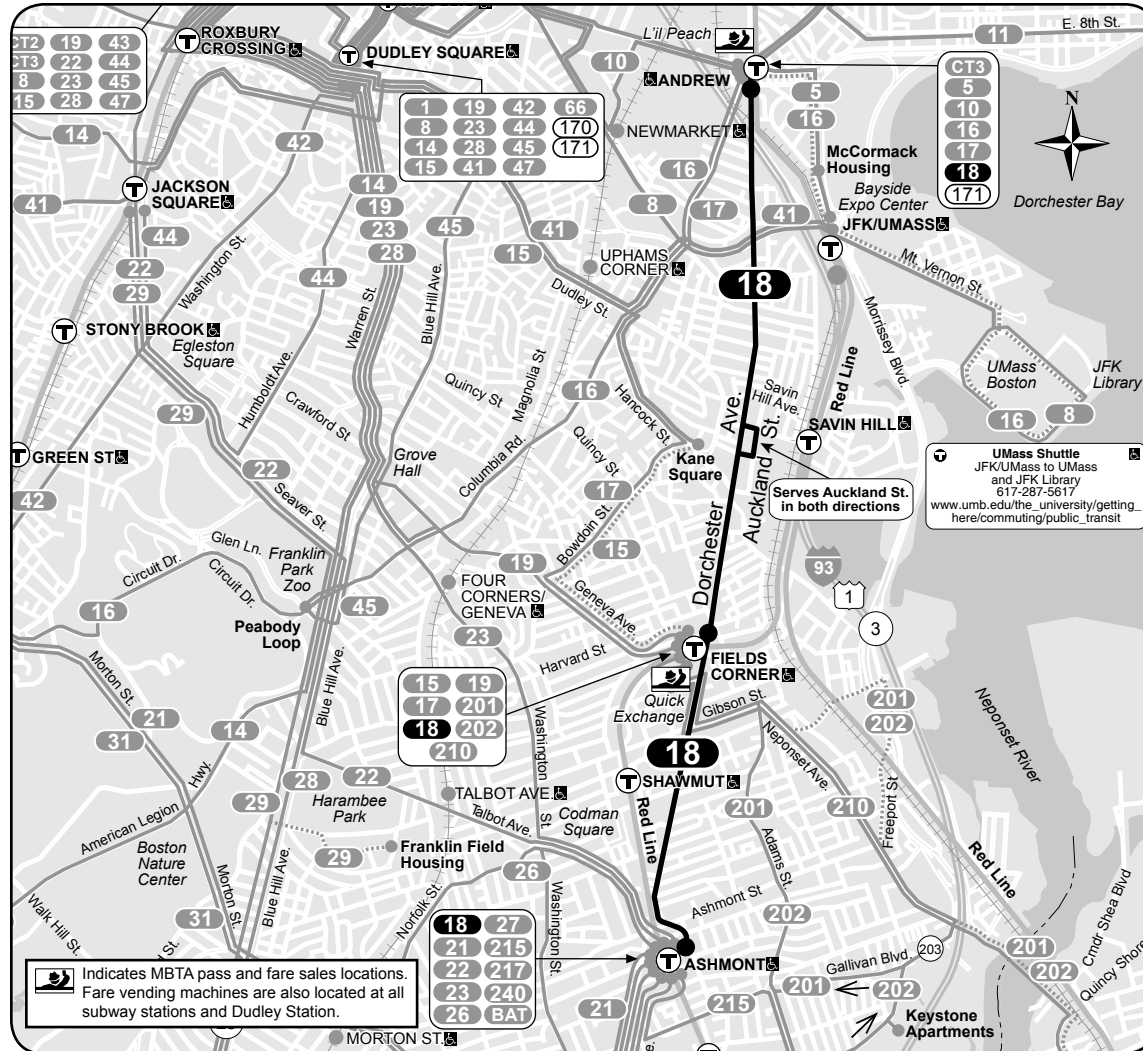 E. 8th St.
11
L'il Peach
ROXBURY
CROSSING
DUDLEY SQUARE
CT2 19 43
CT3 22 44
8 23 45
15 28 47
10
ANDREW
CT3
5
10
16
17
18
171
N
Dorchester Bay
1 19 42 66
8 23 44 170
14 28 45 171
15 41 47
NEWMARKET
5
16
14
42
McCormack
Housing
Bayside
Expo Center
JFK/UMASS
JACKSON
SQUARE
41
44
14
19
23
28
45
16
8
17
41
41
15
22
29
Washington St.
44
UPHAMS
CORNER
Dudley St.
18
Mt. Vernon St.
Morrissey Blvd.
STONY BROOK
Egleston
Square
Warren St.
Blue Hill Ave.
Humboldt Ave.
Crawford St
Quincy St
Magnolia St
16
Hancock St.
Savin
Hill Ave.
Red Line
UMass
Boston
JFK
Library
16
8
29
GREEN ST
42
22
Seaver St.
Grove
Hall
Columbia Rd.
Quincy St
Kane
Square
Dorchester
Ave.
Auckland St.
SAVIN HILL
Serves Auckland St.
in both directions
UMass Shuttle
JFK/UMass to UMass
and JFK Library
617-287-5617
www.umb.edu/the_university/getting_
here/commuting/public_transit
17
Bowdoin St.
15
19
Geneva Ave.
Glen Ln.
Circuit Dr.
Circuit Dr.
Franklin
Park
Zoo
16
45
Peabody
Loop
FOUR
CORNERS/
GENEVA
23
Harvard St
93
1
3
FIELDS
CORNER
Quick
Exchange
Gibson St.
15 19
17 201
18 202
210
Morton St.
21
31
14
Blue Hill Ave.
Washington St.
201
202
Neponset Ave.
Neponset River
American Legion
Hwy.
28
22
29
Harambee
Park
TALBOT AVE.
Talbot Ave.
Codman
Square
18
SHAWMUT
Red Line
201
210
Freeport St
Adams St.
Red Line
Boston
Nature
Center
29
Franklin Field
Housing
26
Walk Hill St.
31
Morton St.
Blue Hill Ave.
Norfolk St.
Washington St.
Ashmont St
202
Cmdr Shea Blvd
Quincy Shore
18 27
21 215
22 217
23 240
26 BAT
ASHMONT
Gallivan Blvd.
203
201
202
201
202
21
215
Keystone
Apartments
Indicates MBTA pass and fare sales locations.
Fare vending machines are also located at all
subway stations and Dudley Station.
MORTON ST.